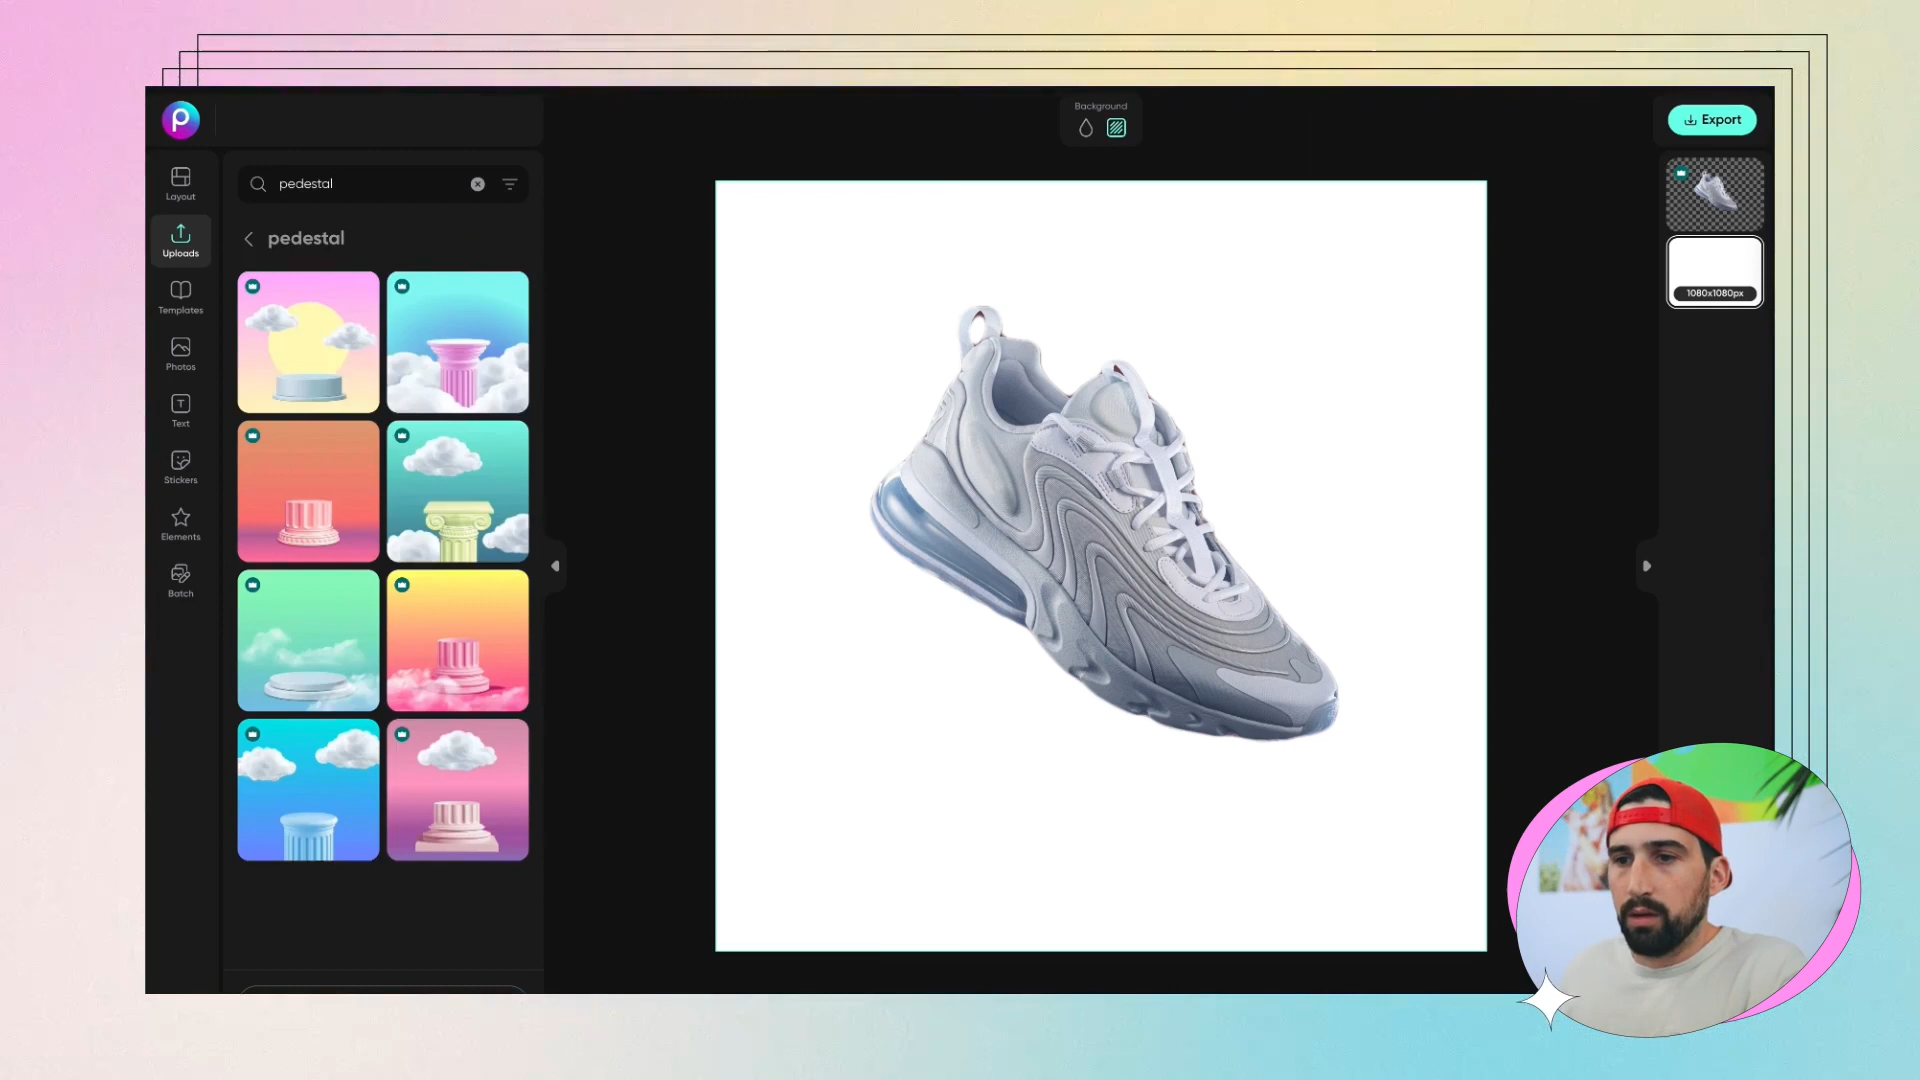 Background
Export
Layout
pedestal
Uploads
pedestal
Templates
Photos
1080x1080px
Text
Stickers
Elements
Batch